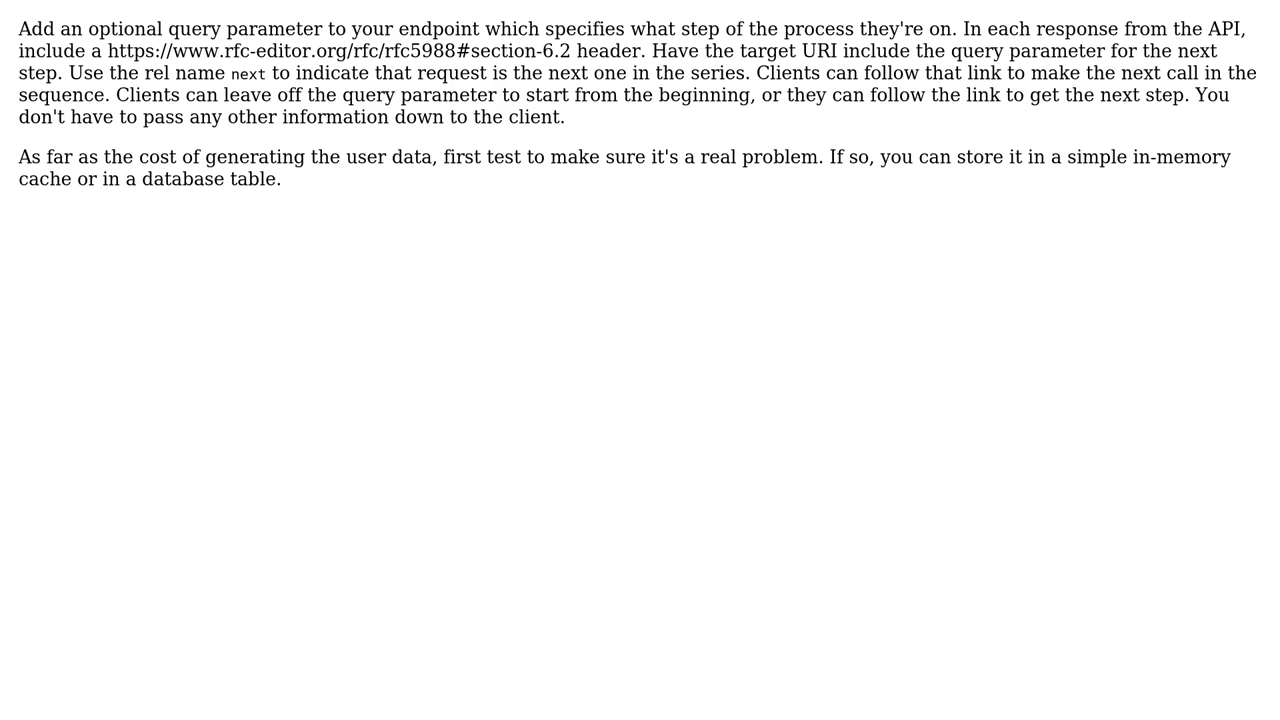 Add an optional query parameter to your endpoint which specifies what step of the process they're on. In each response from the API,
include a https://www.rfc-editor.org/rfc/rfc5988#section-6.2 header. Have the target URI include the query parameter for the next
step. Use the rel name next to indicate that request is the next one in the series. Clients can follow that link to make the next call in the
sequence. Clients can leave off the query parameter to start from the beginning, or they can follow the link to get the next step. You
don't have to pass any other information down to the client.
As far as the cost of generating the user data, first test to make sure it's a real problem. If so, you can store it in a simple in-memory
cache or in a database table.